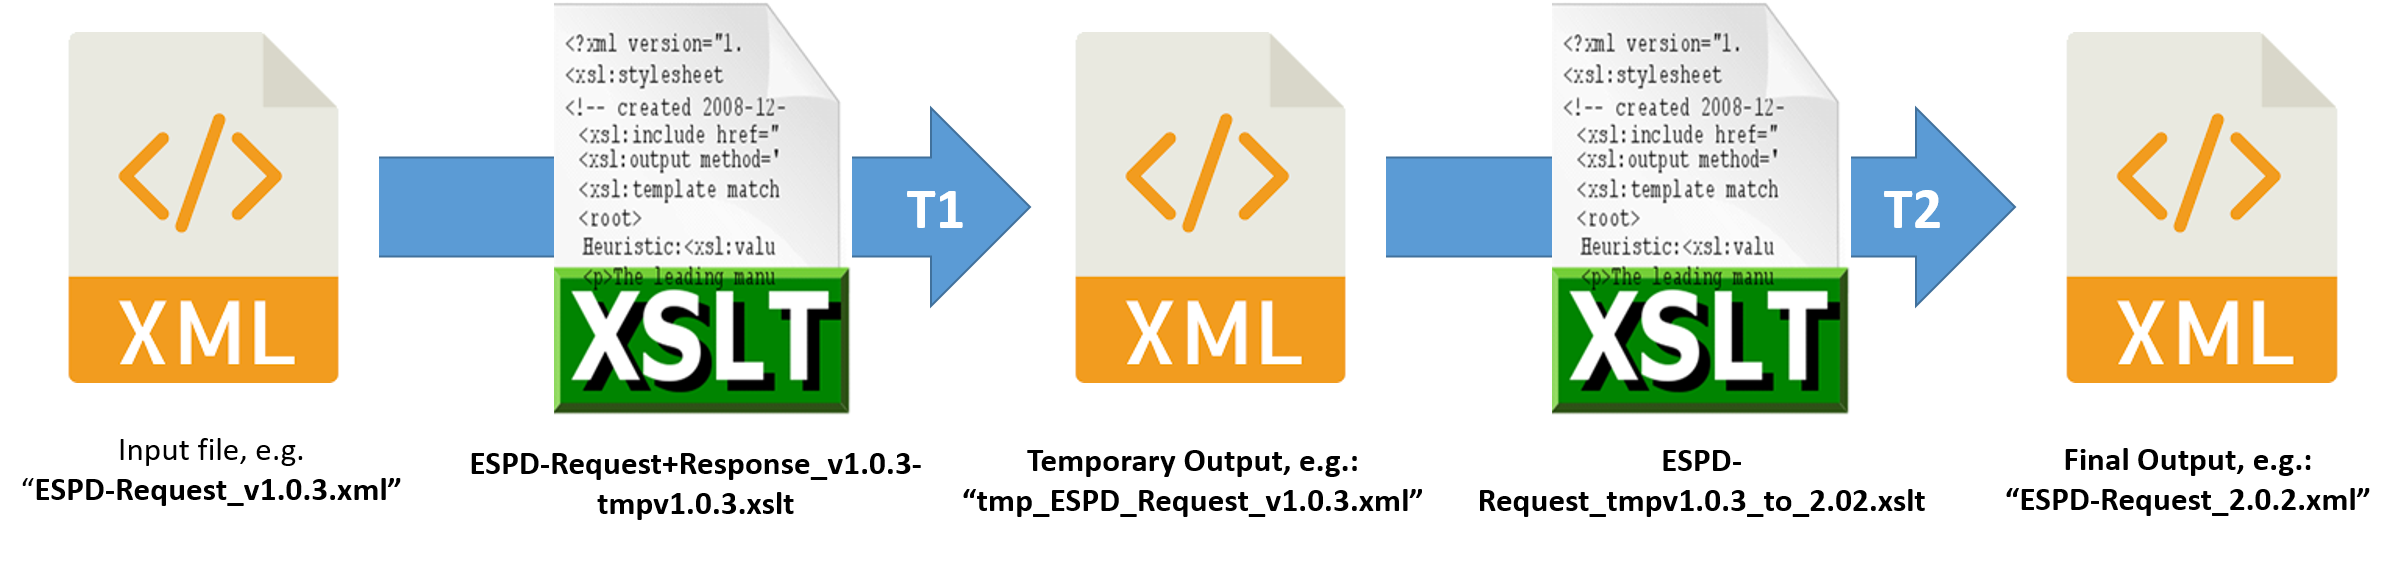 <?xml version="1.
<xsl:stylesheet
<!-- created 2008-12-
<xsl:include href="
<xsl:output method='
<xsl:template match
<root>
Heuristic:<xsl:valu
<p>The leading manu
<?xml version="1.
<xsl:stylesheet
<!-- created 2008-12-
<xsl:include href="
<xsl:output method='
<xsl:template match
<root>
Heuristic:<xsl:valu
<p>The leading manu
</>
</>
</>
T1
T2
XML
XSLT
XML
XSLT
XML
Input file, e.g.
“ESPD-Request_v1.0.3.xml”
ESPD-Request+Response_v1.0.3-
tmpv1.0.3.xslt
Temporary Output, e.g.:
“tmp_ESPD_Request_v1.0.3.xml”
ESPD-
Request_tmpv1.0.3_to_2.02.xslt
Final Output, e.g.:
“ESPD-Request_2.0.2.xml”